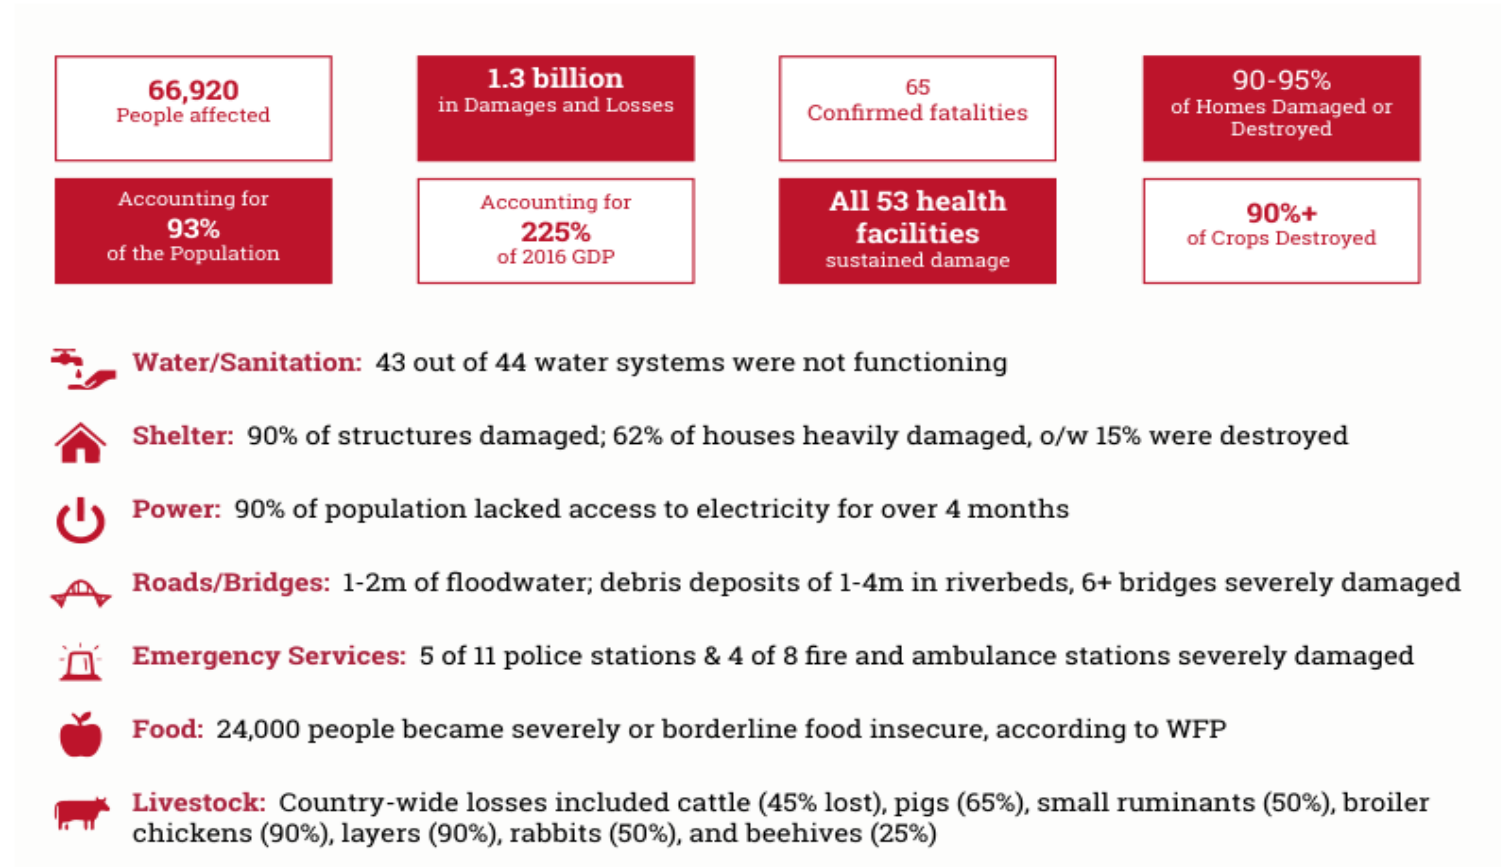 66,920
People affected
1.3 billion
in Damages and Losses
65
Confirmed fatalities
90-95%
of Homes Damaged or
Destroyed
Accounting for
93%
of the Population
Accounting for
225%
of 2016 GDP
All 53 health
facilities
sustained damage
90%+
of Crops Destroyed
Water/Sanitation: 43 out of 44 water systems were not functioning
Shelter: 90% of structures damaged; 62% of houses heavily damaged, o/w 15% were destroyed
Power: 90% of population lacked access to electricity for over 4 months
Roads/Bridges: 1-2m of floodwater; debris deposits of 1-4m in riverbeds, 6+ bridges severely damaged
Emergency Services: 5 of 11 police stations & 4 of 8 fire and ambulance stations severely damaged
Food: 24,000 people became severely or borderline food insecure, according to WFP
Livestock: Country-wide losses included cattle (45% lost), pigs (65%), small ruminants (50%), broiler
chickens (90%), layers (90%), rabbits (50%), and beehives (25%)